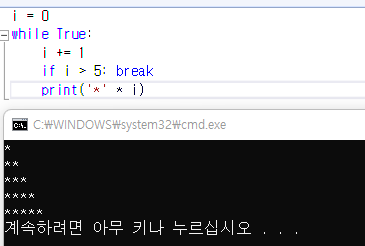 i = 0
while True:
    i += 1
    if i > 5: break
    print('*' * i)
C:\WINDOWS\system32\cmd.exe
*
**
***
****
*****
계속하려면 아무 키나 누르십시오 . . .